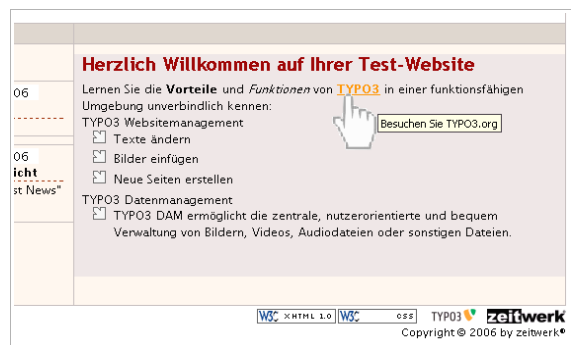 Herzlich Willkommen auf Ihrer Test-Website
06
Lernen Sie die Vorteile und Funktionen von TYPO3 in einer funktionsfähigen
Umgebung unverbindlich kennen:
Besuchen Sie TYPO3.org
TYPO3 Websitemanagement
Texte ändern
06
Bilder einfügen
icht
Neue Seiten erstellen
st News"
TYPO3 Datenmanagement
TYPO3 DAM ermöglicht die zentrale, nutzerorientierte und bequem
Verwaltung von Bildern, Videos, Audiodateien oder sonstigen Dateien.
W3C XHTML 1.0 W3C css TYPO3 zeitwerk
Copyright © 2006 by zeitwerk®